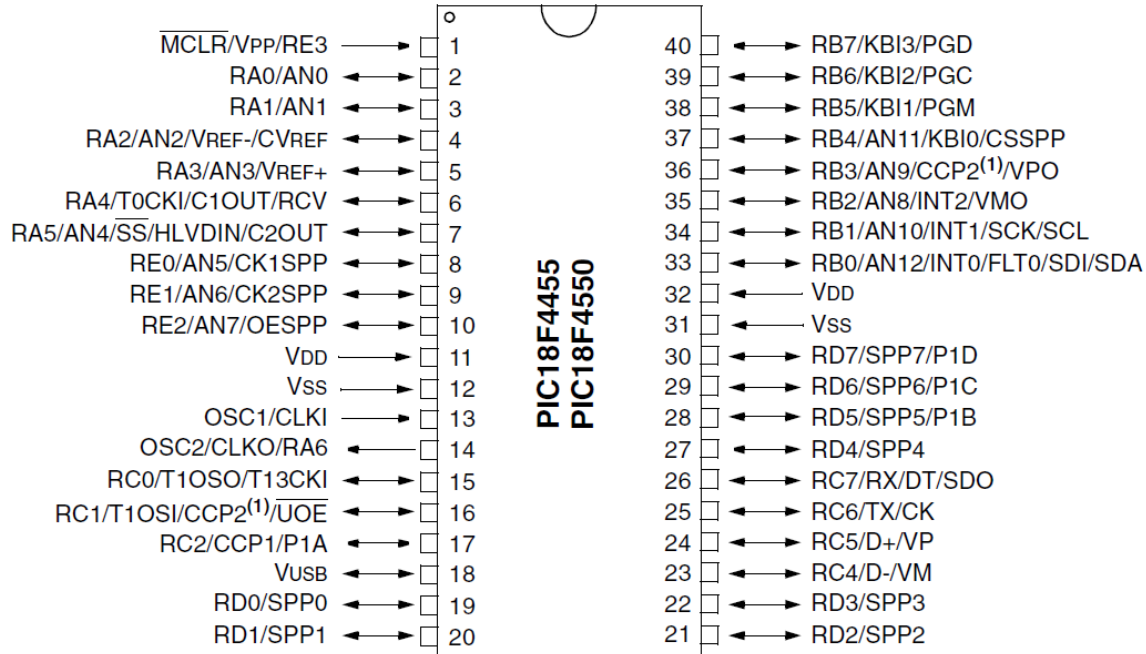 MCLR/VPP/RE3 1
RA0/AN0 2
RA1/AN1 3
RA2/AN2/VREF-/CVREF 4
RA3/AN3/VREF+ 5
RA4/T0CKI/C1OUT/RCV 6
RA5/AN4/SS/HLVDIN/C2OUT 7
RE0/AN5/CK1SPP 8
RE1/AN6/CK2SPP 9
RE2/AN7/OESPP 10
VDD 11
VSS 12
OSC1/CLKI 13
OSC2/CLKO/RA6 14
RC0/T1OSO/T13CKI 15
RC1/T1OSI/CCP2(1)/UOE 16
RC2/CCP1/P1A 17
VUSB 18
RD0/SPP0 19
RD1/SPP1 20
PIC18F4455
PIC18F4550
40 RB7/KBI3/PGD
39 RB6/KBI2/PGC
38 RB5/KBI1/PGM
37 RB4/AN11/KBI0/CSSPP
36 RB3/AN9/CCP2(1)/VPO
35 RB2/AN8/INT2/VMO
34 RB1/AN10/INT1/SCK/SCL
33 RB0/AN12/INT0/FLT0/SDI/SDA
32 VDD
31 VSS
30 RD7/SPP7/P1D
29 RD6/SPP6/P1C
28 RD5/SPP5/P1B
27 RD4/SPP4
26 RC7/RX/DT/SDO
25 RC6/TX/CK
24 RC5/D+/VP
23 RC4/D-/VM
22 RD3/SPP3
21 RD2/SPP2